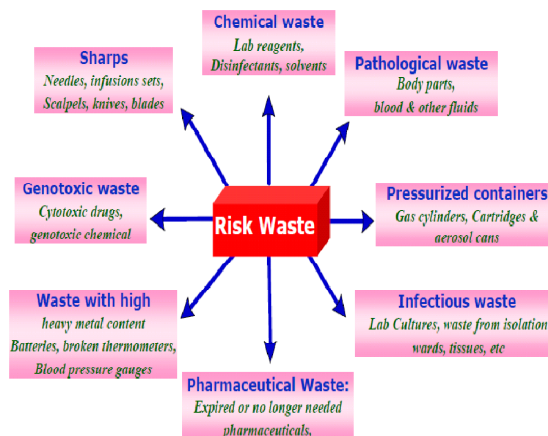 Chemical waste
Lab reagents,
Disinfectants, solvents
Sharps
Needles, infusions sets,
Scalpels, knives, blades
Pathological waste
Body parts,
blood & other fluids
Genotoxic waste
Cytotoxic drugs,
genotoxic chemical
Risk Waste
Pressurized containers
Gas cylinders, Cartridges &
aerosol cans
Waste with high
heavy metal content
Batteries, broken thermometers,
Blood pressure gauges
Infectious waste
Lab Cultures, waste from isolation
wards, tissues, etc
Pharmaceutical Waste:
Expired or no longer needed
pharmaceuticals,